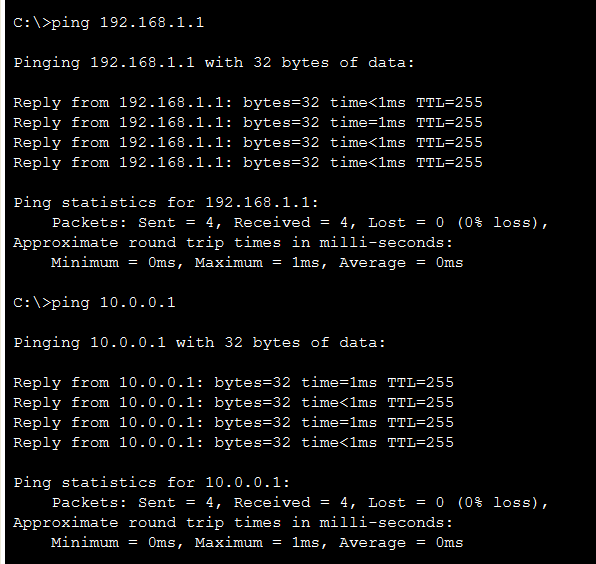 C:\>ping 192.168.1.1
Pinging 192.168.1.1 with 32 bytes of data:
Reply from 192.168.1.1: bytes=32 time<1ms TTL=255
Reply from 192.168.1.1: bytes=32 time=1ms TTL=255
Reply from 192.168.1.1: bytes=32 time<1ms TTL=255
Reply from 192.168.1.1: bytes=32 time<1ms TTL=255
Ping statistics for 192.168.1.1:
    Packets: Sent = 4, Received = 4, Lost = 0 (0% loss),
Approximate round trip times in milli-seconds:
    Minimum = 0ms, Maximum = 1ms, Average = 0ms
C:\>ping 10.0.0.1
Pinging 10.0.0.1 with 32 bytes of data:
Reply from 10.0.0.1: bytes=32 time=1ms TTL=255
Reply from 10.0.0.1: bytes=32 time<1ms TTL=255
Reply from 10.0.0.1: bytes=32 time=1ms TTL=255
Reply from 10.0.0.1: bytes=32 time<1ms TTL=255
Ping statistics for 10.0.0.1:
    Packets: Sent = 4, Received = 4, Lost = 0 (0% loss),
Approximate round trip times in milli-seconds:
    Minimum = 0ms, Maximum = 1ms, Average = 0ms